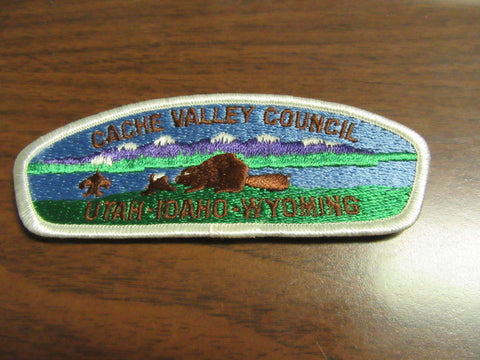 CACHE VALLEY COUNCIL
UTAH-IDAHO-WYOMING